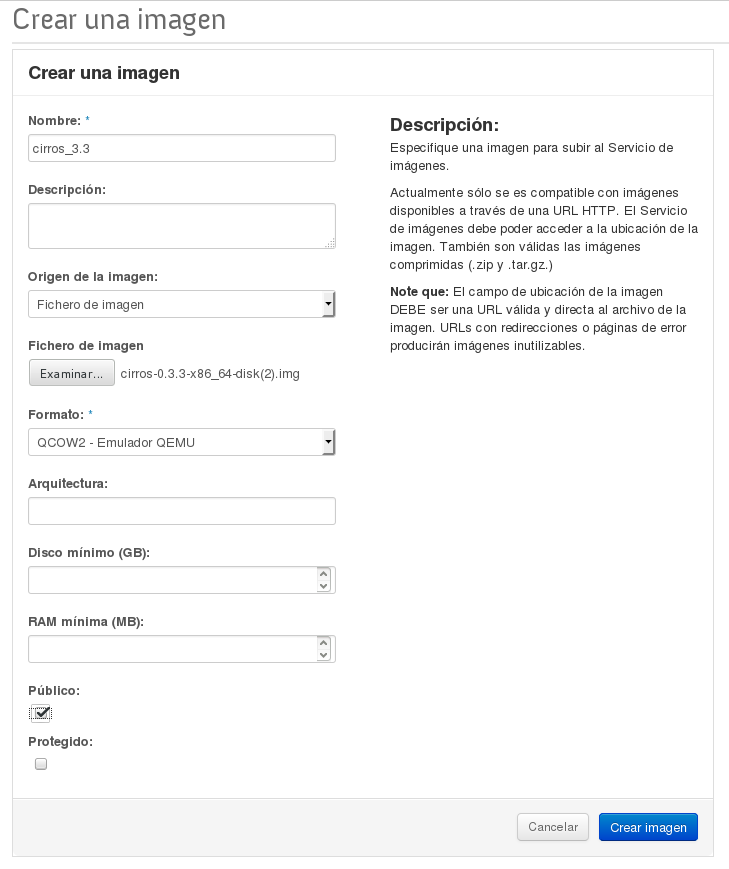 Crear una imagen
Crear una imagen
Nombre: *
cirros_3.3
Descripción:
Origen de la imagen:
Fichero de imagen
Fichero de imagen
Examinar... cirros-0.3.3-x86_64-disk(2).img
Formato: *
QCOW2 - Emulador QEMU
Arquitectura:
Disco mínimo (GB):
RAM mínima (MB):
Público:
Protegido:
Descripción:
Especifique una imagen para subir al Servicio de
imágenes.
Actualmente sólo se es compatible con imágenes
disponibles a través de una URL HTTP. El Servicio
de imágenes debe poder acceder a la ubicación de la
imagen. También son válidas las imágenes
comprimidas (.zip y .tar.gz.)
Note que: El campo de ubicación de la imagen
DEBE ser una URL válida y directa al archivo de la
imagen. URLs con redirecciones o páginas de error
producirán imágenes inutilizables.
Cancelar
Crear imagen